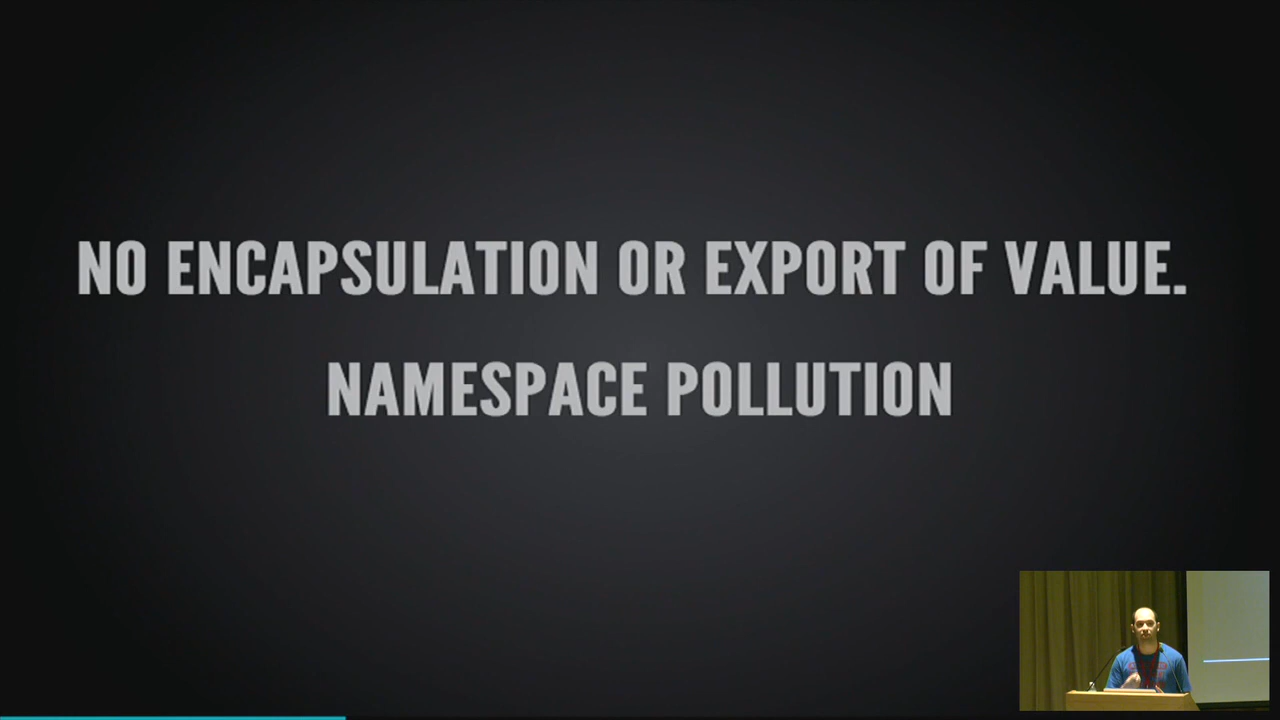 NO ENCAPSULATION OR EXPORT OF VALUE.
NAMESPACE POLLUTION